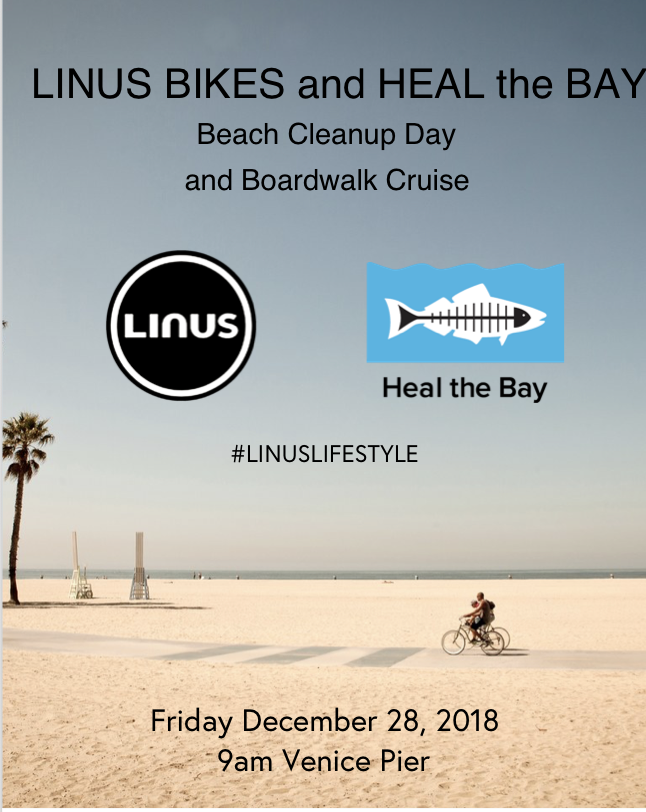 LINUS BIKES and HEAL the BAY
Beach Cleanup Day
and Boardwalk Cruise
LINUS
Heal the Bay
#LINUSLIFESTYLE
Friday December 28, 2018
9am Venice Pier